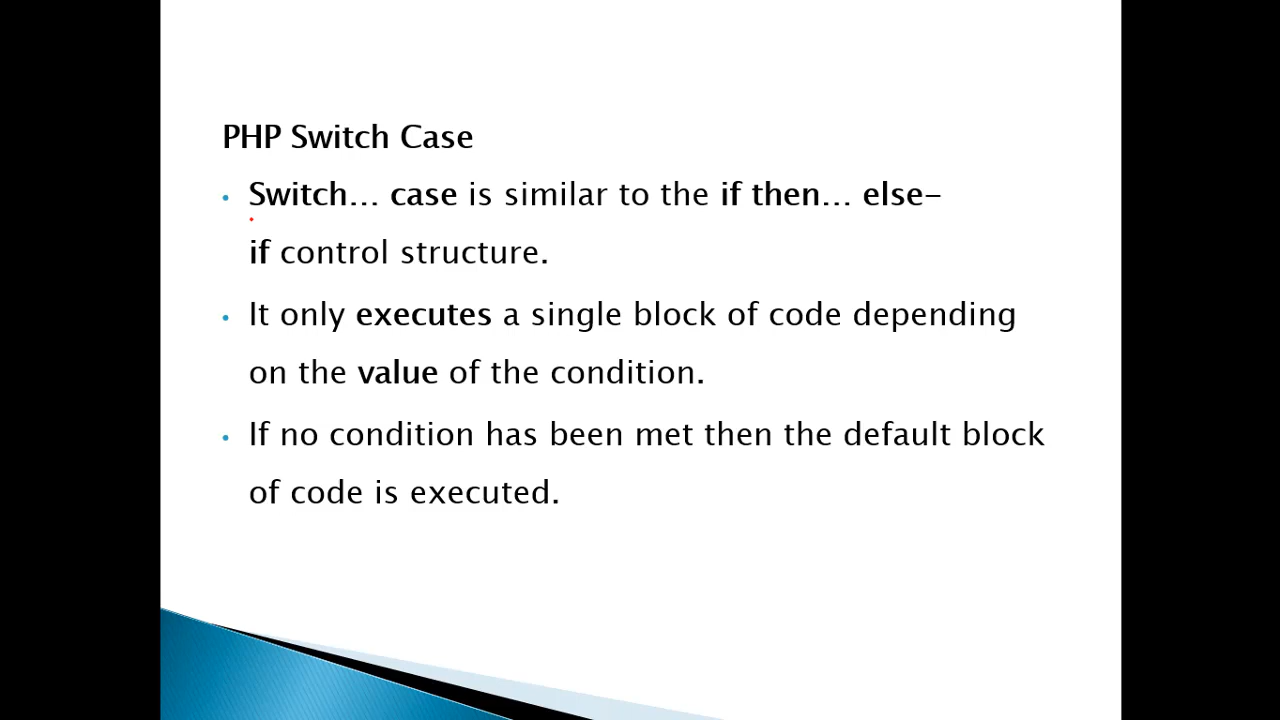 PHP Switch Case
• Switch... case is similar to the if then... else-
if control structure.
• It only executes a single block of code depending
on the value of the condition.
• If no condition has been met then the default block
of code is executed.